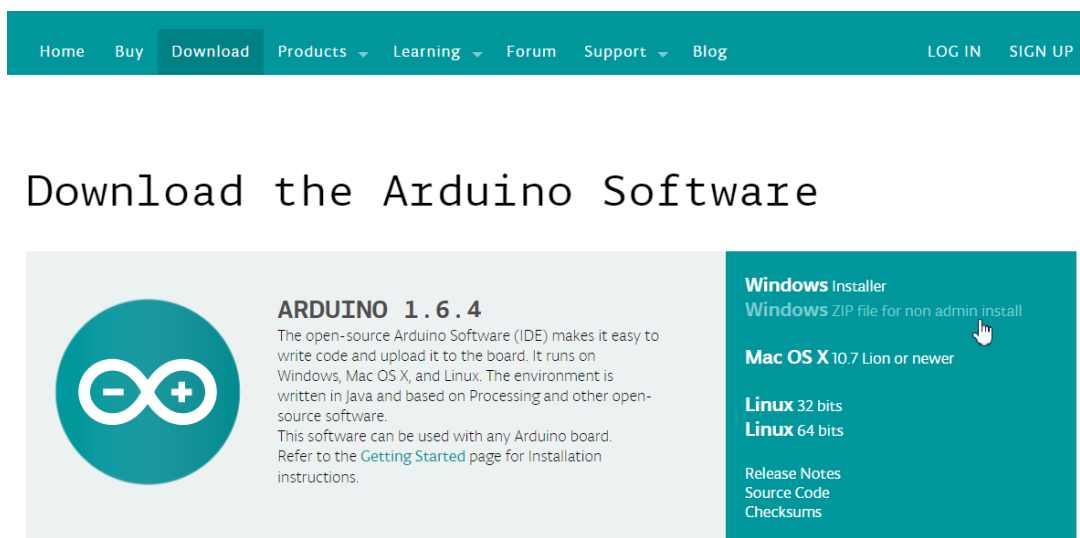 Home Buy Download Products Learning Forum Support Blog LOG IN SIGN UP
Download the Arduino Software
ARDUINO 1.6.4
The open-source Arduino Software (IDE) makes it easy to
write code and upload it to the board. It runs on
Windows, Mac OS X, and Linux. The environment is
written in Java and based on Processing and other open-
source software.
This software can be used with any Arduino board.
Refer to the Getting Started page for Installation
instructions.
Windows Installer
Windows ZIP file for non admin install
Mac OS X 10.7 Lion or newer
Linux 32 bits
Linux 64 bits
Release Notes
Source Code
Checksums